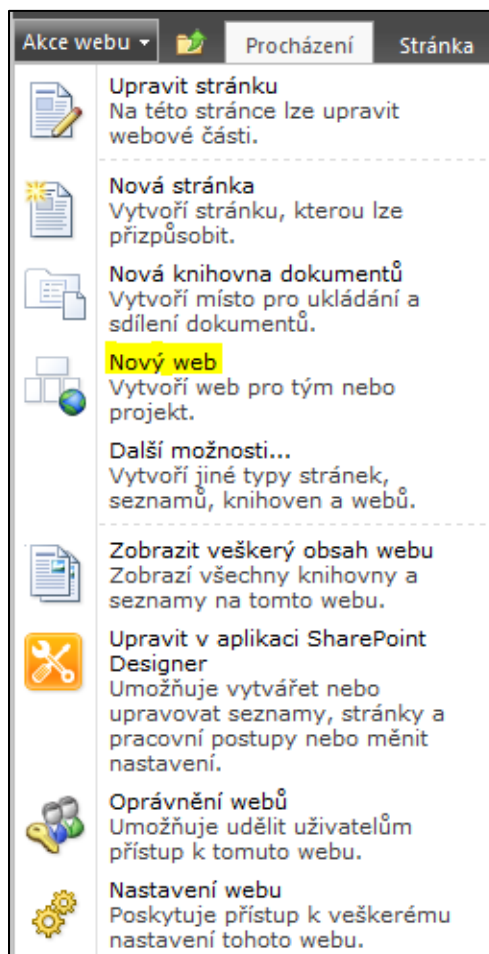 Akce webu Procházení Stránka
Upravit stránku
Na této stránce lze upravit
webové části.
Nová stránka
Vytvoří stránku, kterou lze
přizpůsobit.
Nová knihovna dokumentů
Vytvoří místo pro ukládání a
sdílení dokumentů.
Nový web
Vytvoří web pro tým nebo
projekt.
Další možnosti...
Vytvoří jiné typy stránek,
seznamů, knihoven a webů.
Zobrazit veškerý obsah webu
Zobrazí všechny knihovny a
seznamy na tomto webu.
Upravit v aplikaci SharePoint
Designer
Umožňuje vytvářet nebo
upravovat seznamy, stránky a
pracovní postupy nebo měnit
nastavení.
Oprávnění webů
Umožňuje udělit uživatelům
přístup k tomuto webu.
Nastavení webu
Poskytuje přístup k veškerému
nastavení tohoto webu.